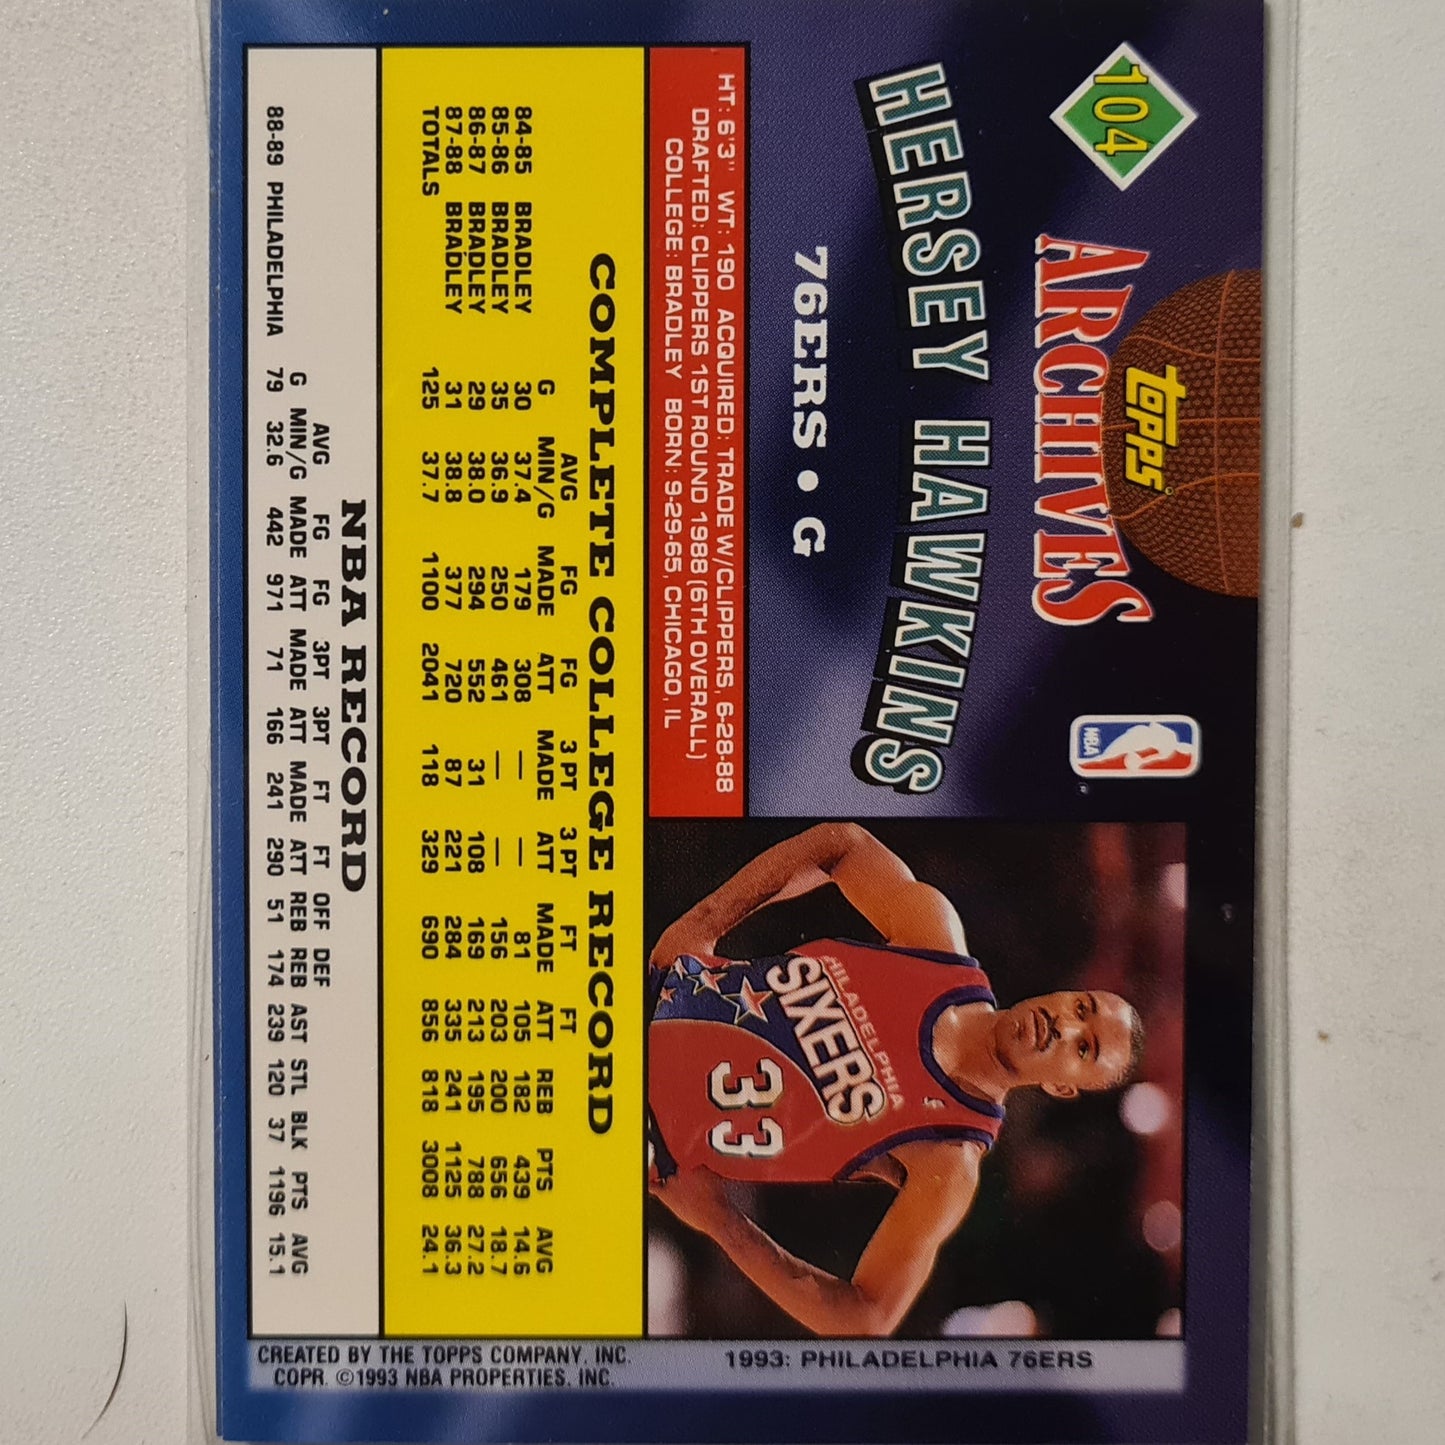 104
topps
ARCHIVES
NBA
HERSEY HAWKINS
76ERS • G
HT: 6'3" WT: 190 ACQUIRED: TRADE W/CLIPPERS, 6-28-88
DRAFTED: CLIPPERS 1ST ROUND 1988 (6TH OVERALL)
COLLEGE: BRADLEY BORN: 9-29-65, CHICAGO, IL
PHILADELPHIA
SIXERS
33
COMPLETE COLLEGE RECORD
AVG FG FG 3 PT 3 PT FT FT
G MIN/G MADE ATT MADE ATT MADE ATT REB PTS AVG
84-85 BRADLEY 30 37.4 179 308 — — 81 105 182 439 14.6
85-86 BRADLEY 35 36.9 250 461 — — 156 203 200 656 18.7
86-87 BRADLEY 29 38.0 294 552 31 108 169 213 195 788 27.2
87-88 BRADLEY 31 38.8 377 720 87 221 284 335 241 1125 36.3
TOTALS 125 37.7 1100 2041 118 329 690 856 818 3008 24.1
NBA RECORD
AVG FG FG 3PT 3PT FT FT OFF DEF
G MIN/G MADE ATT MADE ATT MADE ATT REB REB AST STL BLK PTS AVG
88-89 PHILADELPHIA 79 32.6 442 971 71 166 241 290 51 174 239 120 37 1196 15.1
1993: PHILADELPHIA 76ERS
CREATED BY THE TOPPS COMPANY, INC.
COPR. ©1993 NBA PROPERTIES, INC.